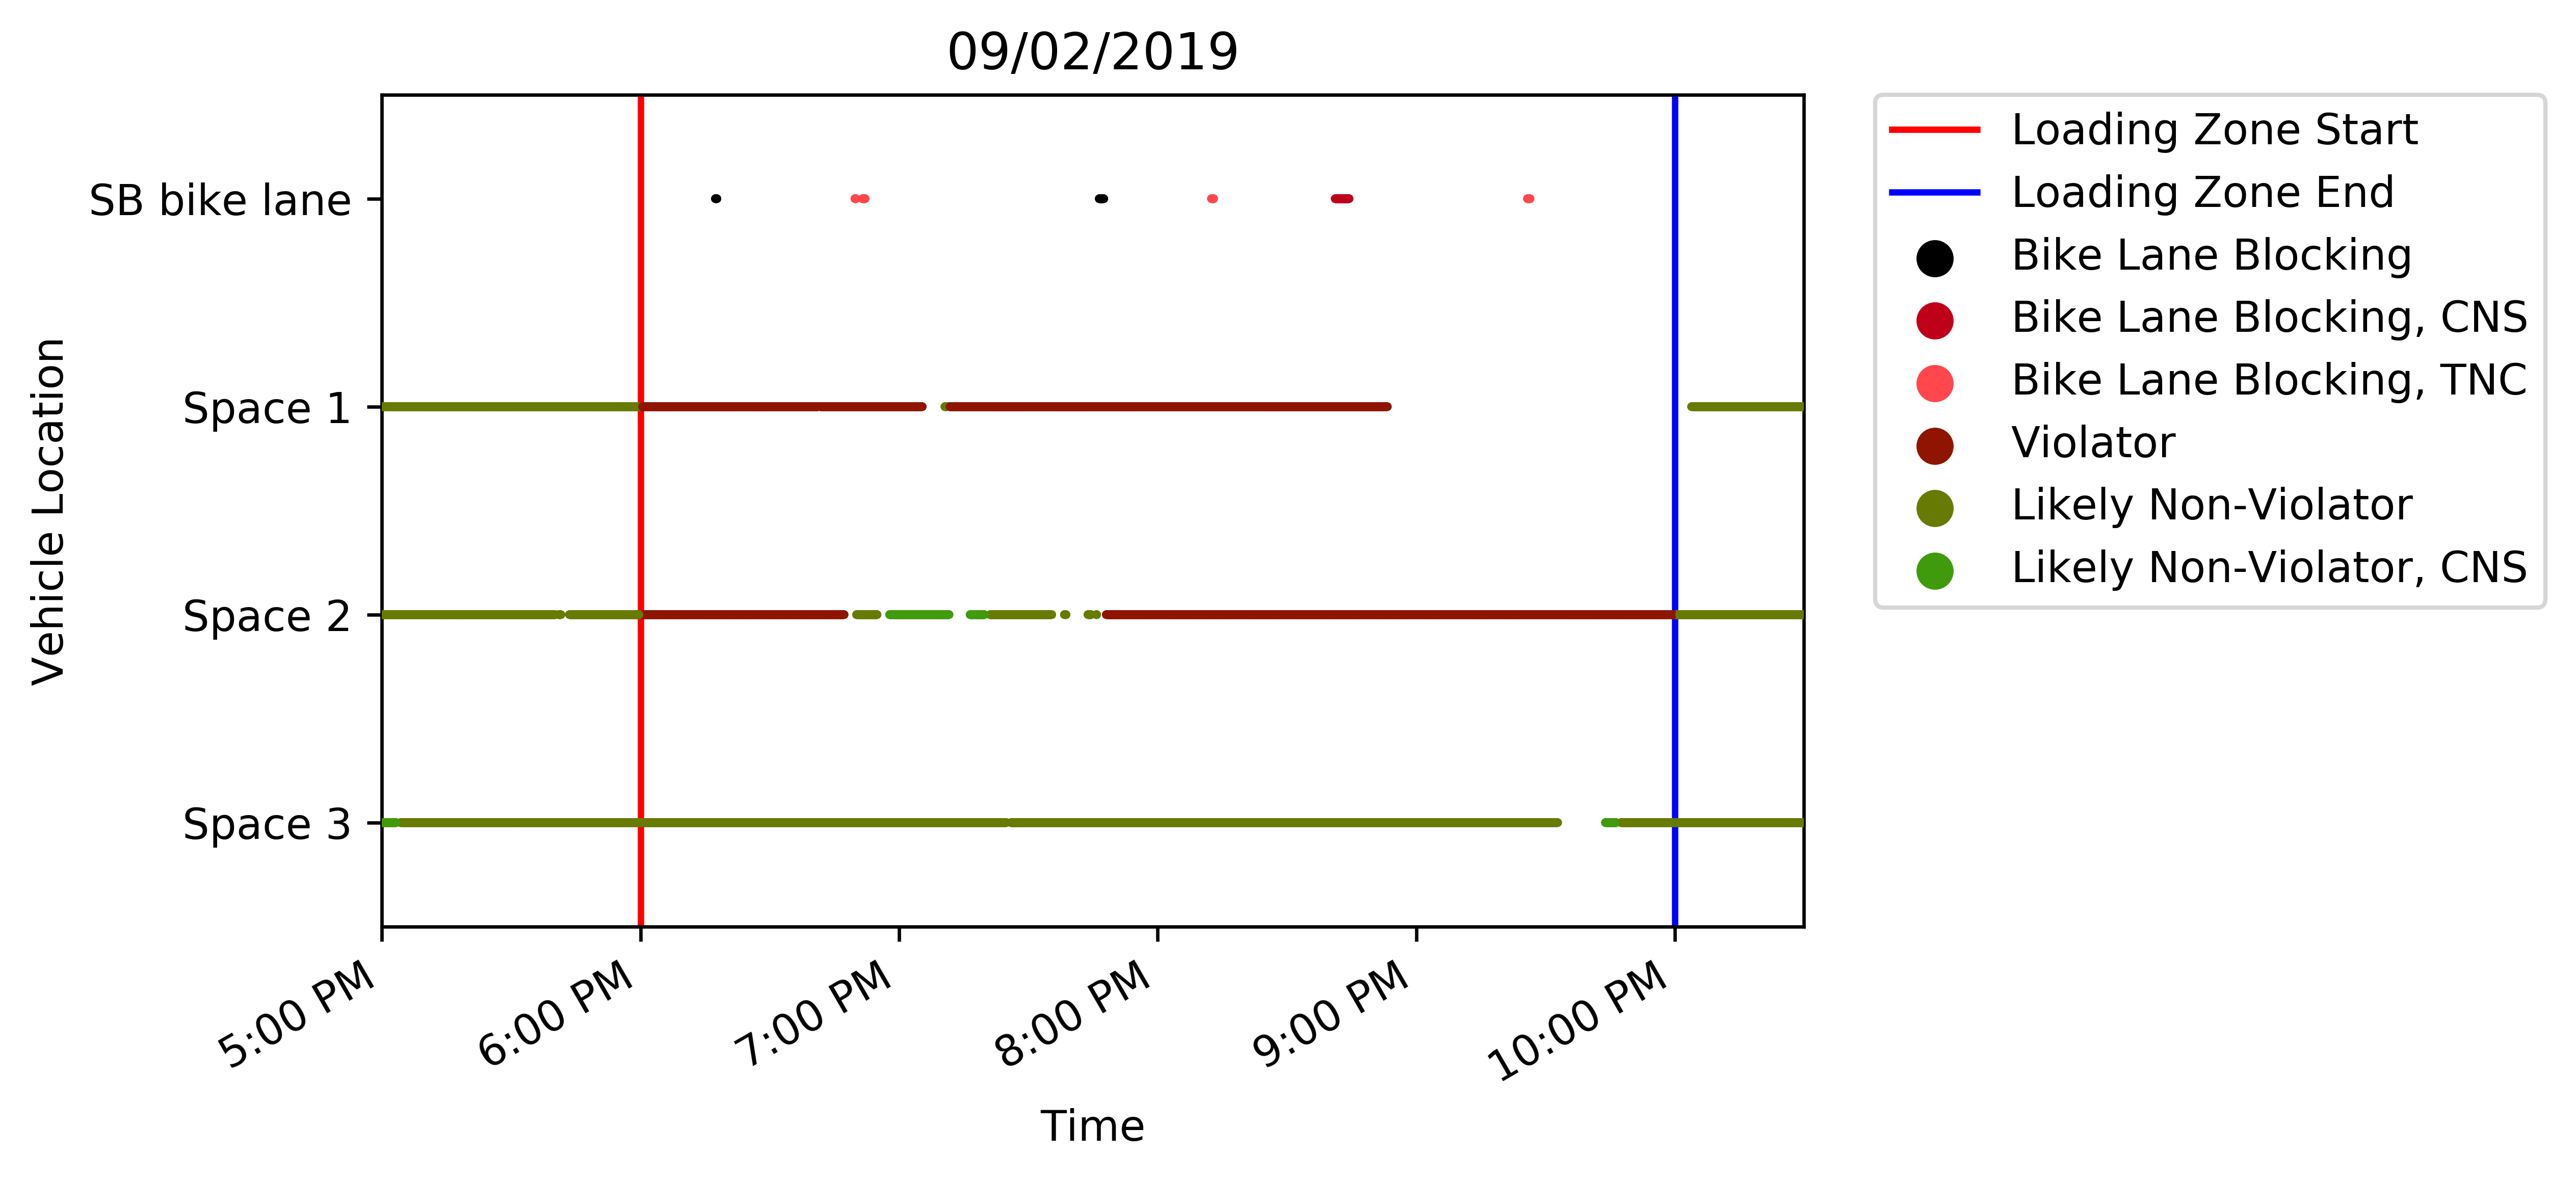 09/02/2019
Loading Zone Start
Loading Zone End
Bike Lane Blocking
Bike Lane Blocking, CNS
Bike Lane Blocking, TNC
Violator
Likely Non-Violator
Likely Non-Violator, CNS
Vehicle Location
SB bike lane
Space 1
Space 2
Space 3
5:00 PM
6:00 PM
7:00 PM
8:00 PM
9:00 PM
10:00 PM
Time